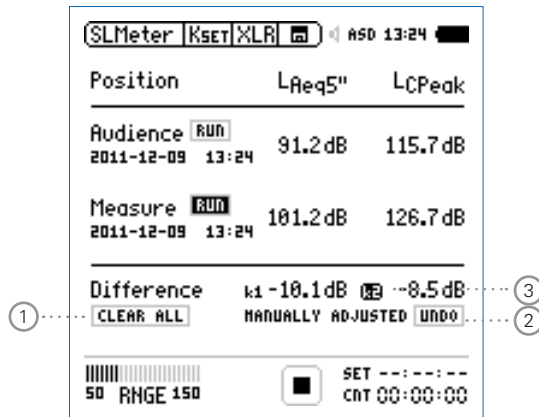 SLMeter KSET XLR ASD 13:24
Position LAeq5" LCPeak
Audience RUN 91.2dB 115.7dB
2011-12-09 13:24
Measure RUN 101.2dB 126.7dB
2011-12-09 13:24
Difference k1 -10.1dB k2 -8.5dB 3
1 CLEAR ALL MANUALLY ADJUSTED UNDO 2
SET --:--:--
50 RNGE 150 CNT 00:00:00